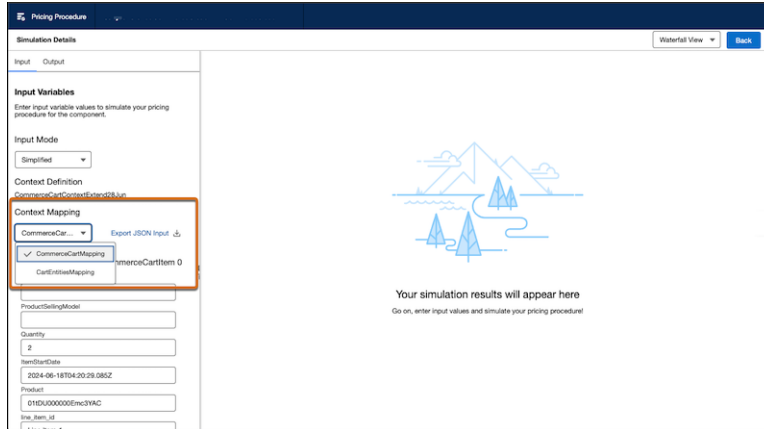 Pricing Procedure
Simulation Details
Waterfall View
Back
Input Output
Input Variables
Enter input variable values to simulate your pricing
procedure for the component.
Input Mode
Simplified
Context Definition
CommerceCartContextExtend28Jun
Context Mapping
CommerceCar...
Export JSON Input
CommerceCartMapping
CartEntitiesMapping
mmerceCartItem 0
ProductSellingModel
Quantity
2
ItemStartDate
2024-06-18T04:20:29.085Z
Product
01tDU000000Emc3YAC
line_item_id
Your simulation results will appear here
Go on, enter input values and simulate your pricing procedure!